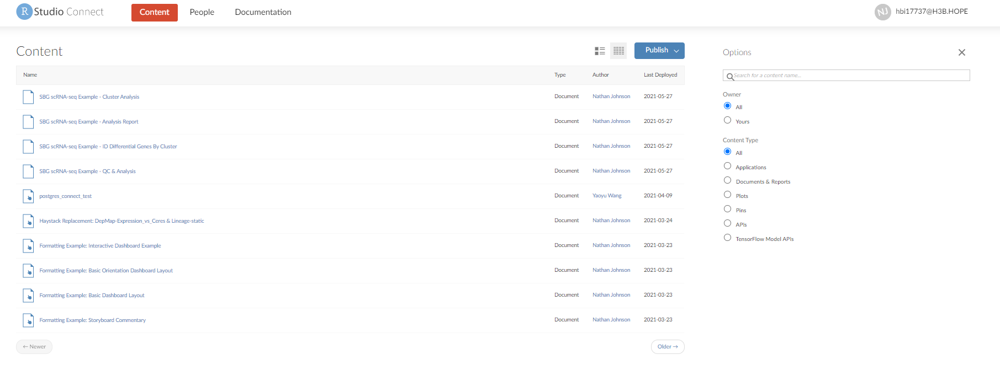 R Studio Connect Content People Documentation NJ hbi17737@H3B.HOPE
Content Publish
Name Type Author Last Deployed
SBG scRNA-seq Example - Cluster Analysis Document Nathan Johnson 2021-05-27
SBG scRNA-seq Example - Analysis Report Document Nathan Johnson 2021-05-27
SBG scRNA-seq Example - ID Differential Genes By Cluster Document Nathan Johnson 2021-05-27
SBG scRNA-seq Example - QC & Analysis Document Nathan Johnson 2021-05-27
postgres_connect_test Document Yaoyu Wang 2021-04-09
Haystack Replacement: DepMap-Expression_vs_Ceres & Lineage-static Document Nathan Johnson 2021-03-24
Formatting Example: Interactive Dashboard Example Document Nathan Johnson 2021-03-23
Formatting Example: Basic Orientation Dashboard Layout Document Nathan Johnson 2021-03-23
Formatting Example: Basic Dashboard Layout Document Nathan Johnson 2021-03-23
Formatting Example: Storyboard Commentary Document Nathan Johnson 2021-03-23
← Newer Older →
Options
Search for a content name...
Owner
All
Yours
Content Type
All
Applications
Documents & Reports
Plots
Pins
APIs
TensorFlow Model APIs